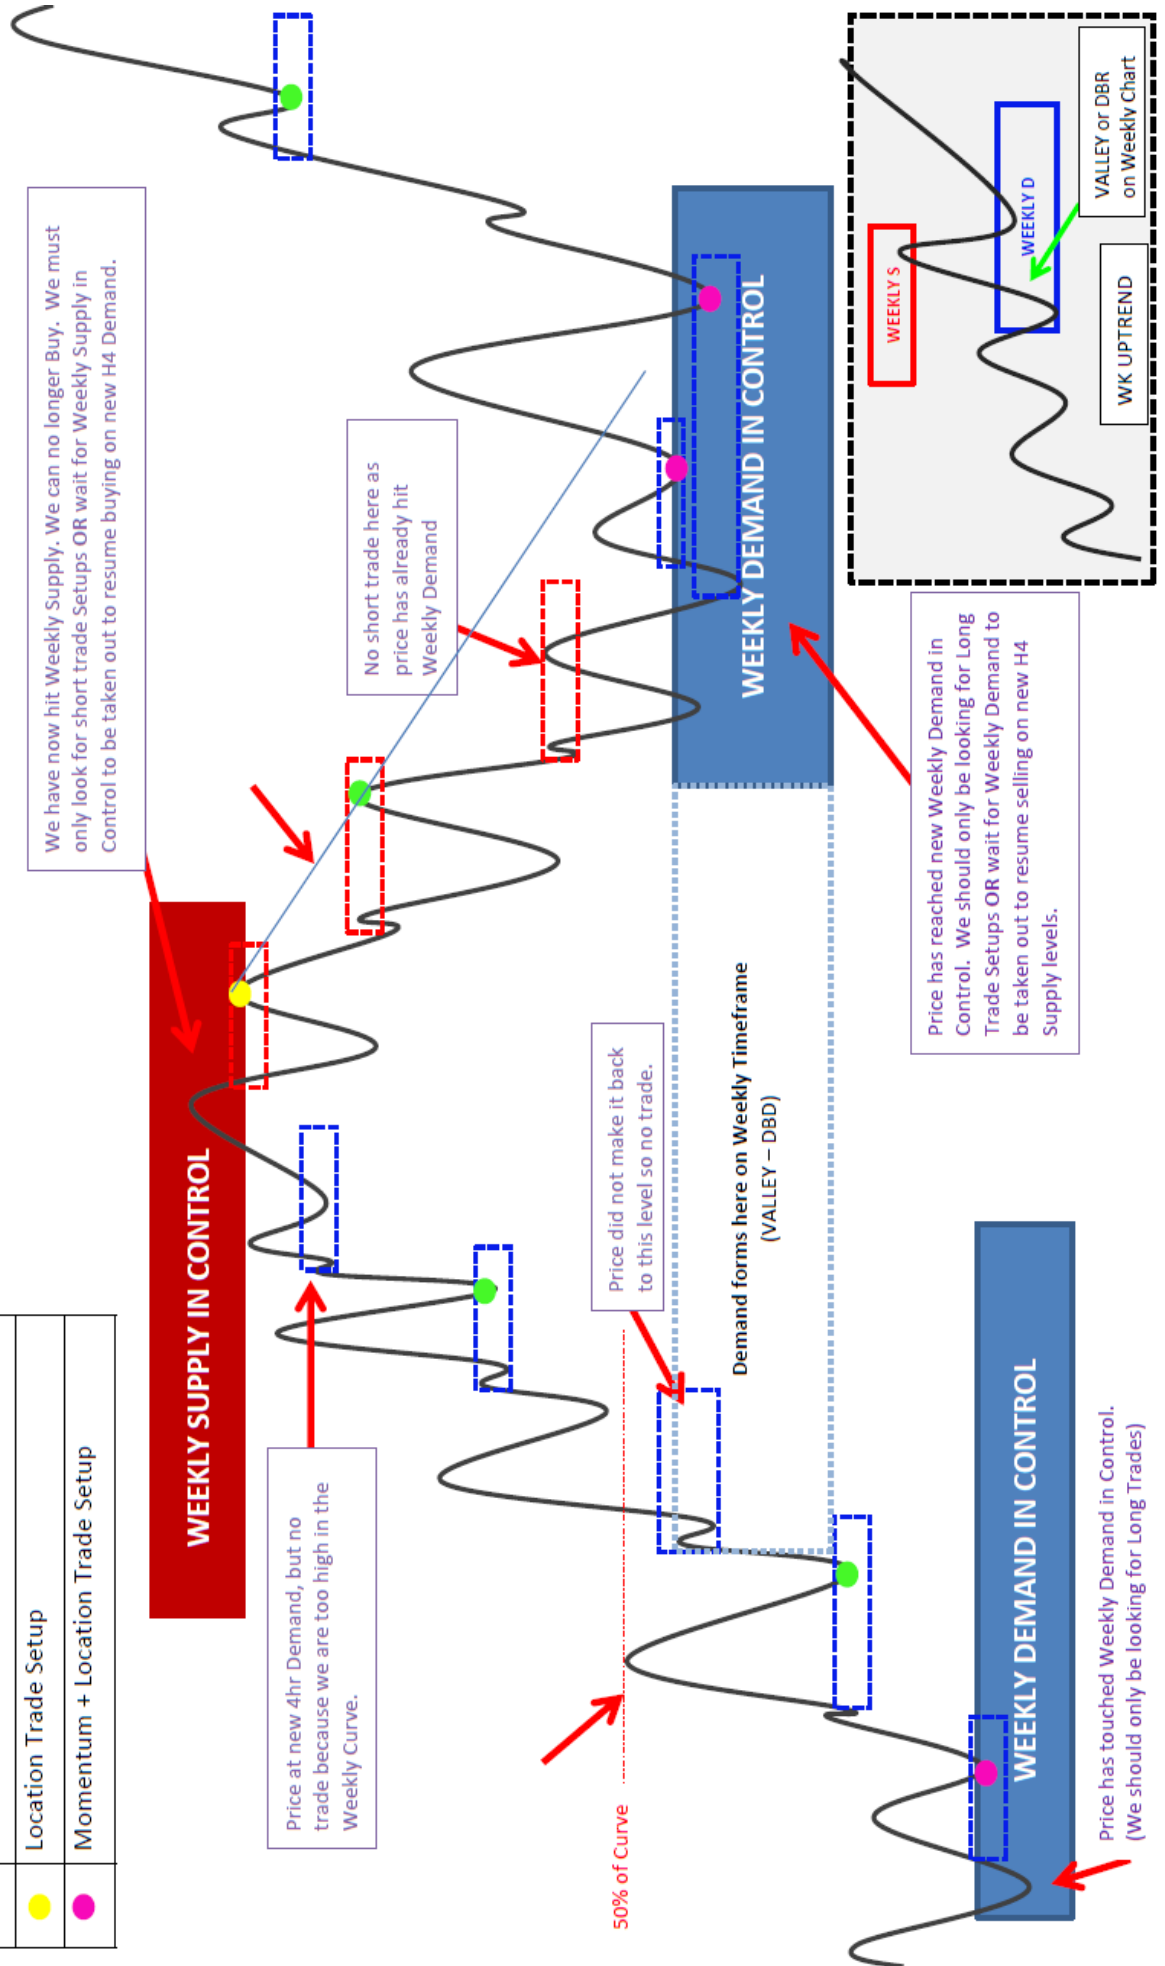 Location Trade Setup
Momentum + Location Trade Setup
We have now hit Weekly Supply. We can no longer Buy. We must
only look for short trade Setups OR wait for Weekly Supply in
Control to be taken out to resume buying on new H4 Demand.
WEEKLY SUPPLY IN CONTROL
Price at new 4hr Demand, but no
trade because we are too high in the
Weekly Curve.
No short trade here as
price has already hit
Weekly Demand
50% of Curve
Price did not make it back
to this level so no trade.
Demand forms here on Weekly Timeframe
(VALLEY – DBD)
WEEKLY DEMAND IN CONTROL
WEEKLY DEMAND IN CONTROL
Price has touched Weekly Demand in Control.
(We should only be looking for Long Trades)
Price has reached new Weekly Demand in
Control. We should only be looking for Long
Trade Setups OR wait for Weekly Demand to
be taken out to resume selling on new H4
Supply levels.
WEEKLY S
WEEKLY D
VALLEY or DBR
on Weekly Chart
WK UPTREND